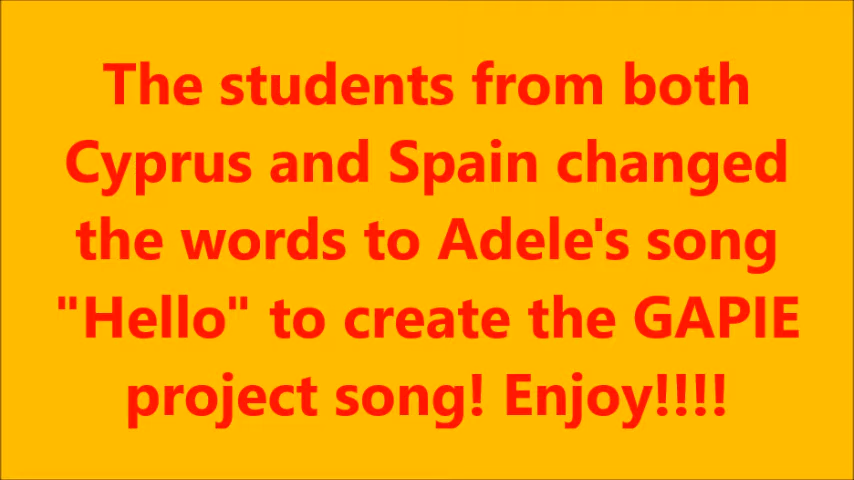 The students from both
Cyprus and Spain changed
the words to Adele's song
"Hello" to create the GAPIE
project song! Enjoy!!!!